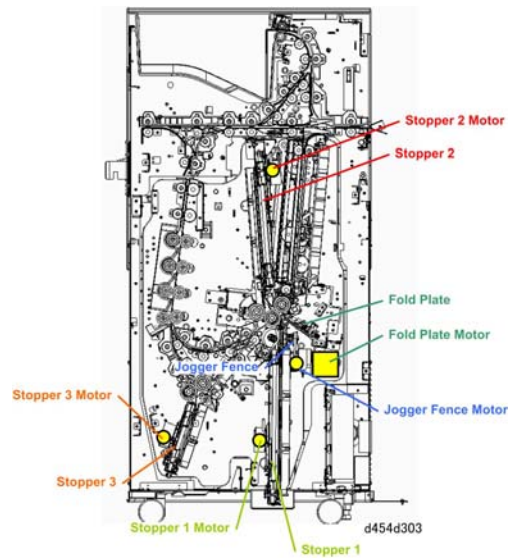 Stopper 2 Motor
Stopper 2
Fold Plate
Fold Plate Motor
Jogger Fence
Jogger Fence Motor
Stopper 3 Motor
Stopper 3
Stopper 1 Motor
Stopper 1
d454d303